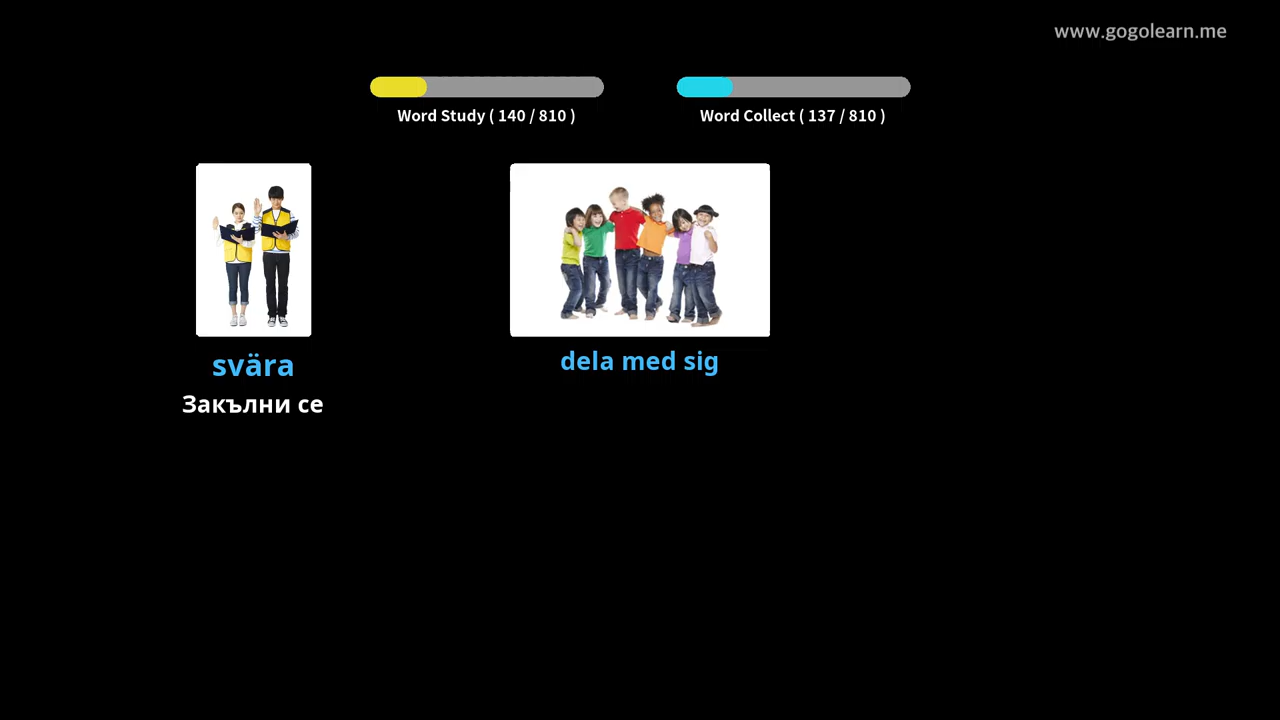 www.gogolearn.me
Word Study ( 140 / 810 )
Word Collect ( 137 / 810 )
svära
Закълни се
dela med sig